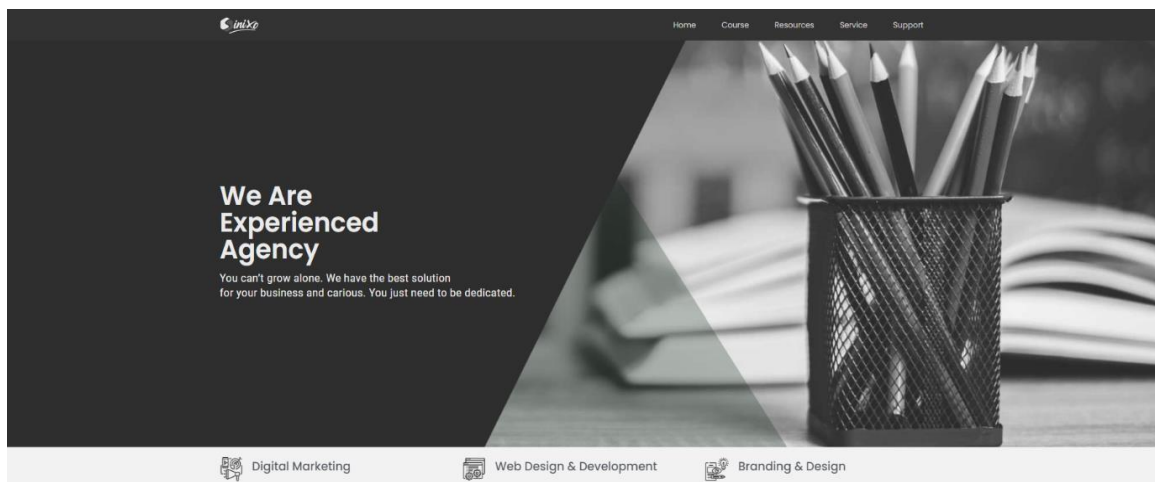 Sinixo
Home Course Resources Service Support
We Are
Experienced
Agency
You can't grow alone. We have the best solution
for your business and carious. You just need to be dedicated.
Digital Marketing
Web Design & Development
Branding & Design